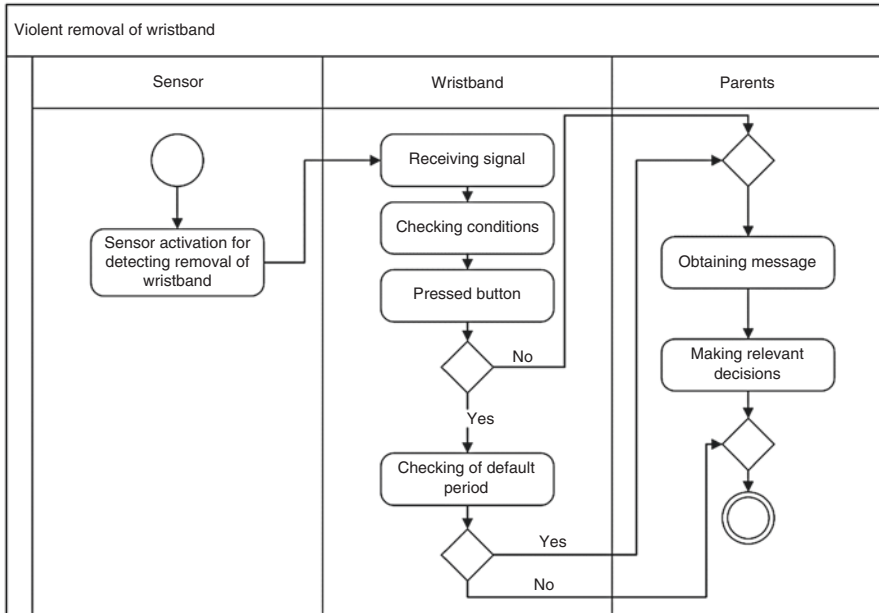 Violent removal of wristband
Sensor
Wristband
Parents
Receiving signal
Checking conditions
Sensor activation for
detecting removal of
wristband
Obtaining message
Pressed button
No
Making relevant
decisions
Yes
Checking of default
period
Yes
No